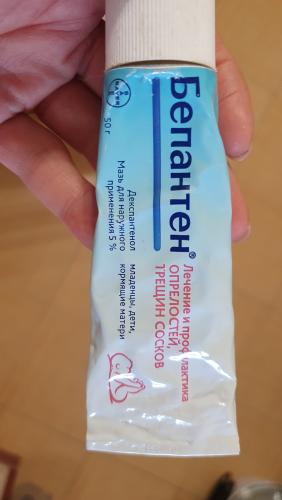 Бепантен®
Лечение и профилактика
ОПРЕЛОСТЕЙ,
ТРЕЩИН СОСКОВ
Декспантенол
Мазь для наружного
применения 5 %
младенцы, дети,
кормящие матери
BAYER
50 г